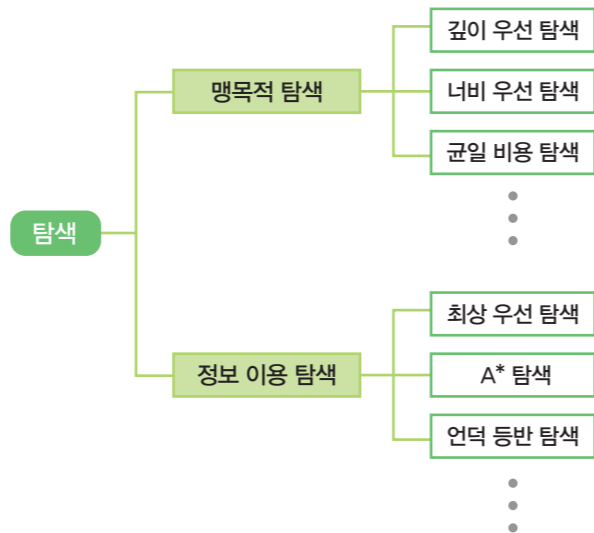 탐색
맹목적 탐색
깊이 우선 탐색
너비 우선 탐색
균일 비용 탐색
정보 이용 탐색
최상 우선 탐색
A* 탐색
언덕 등반 탐색